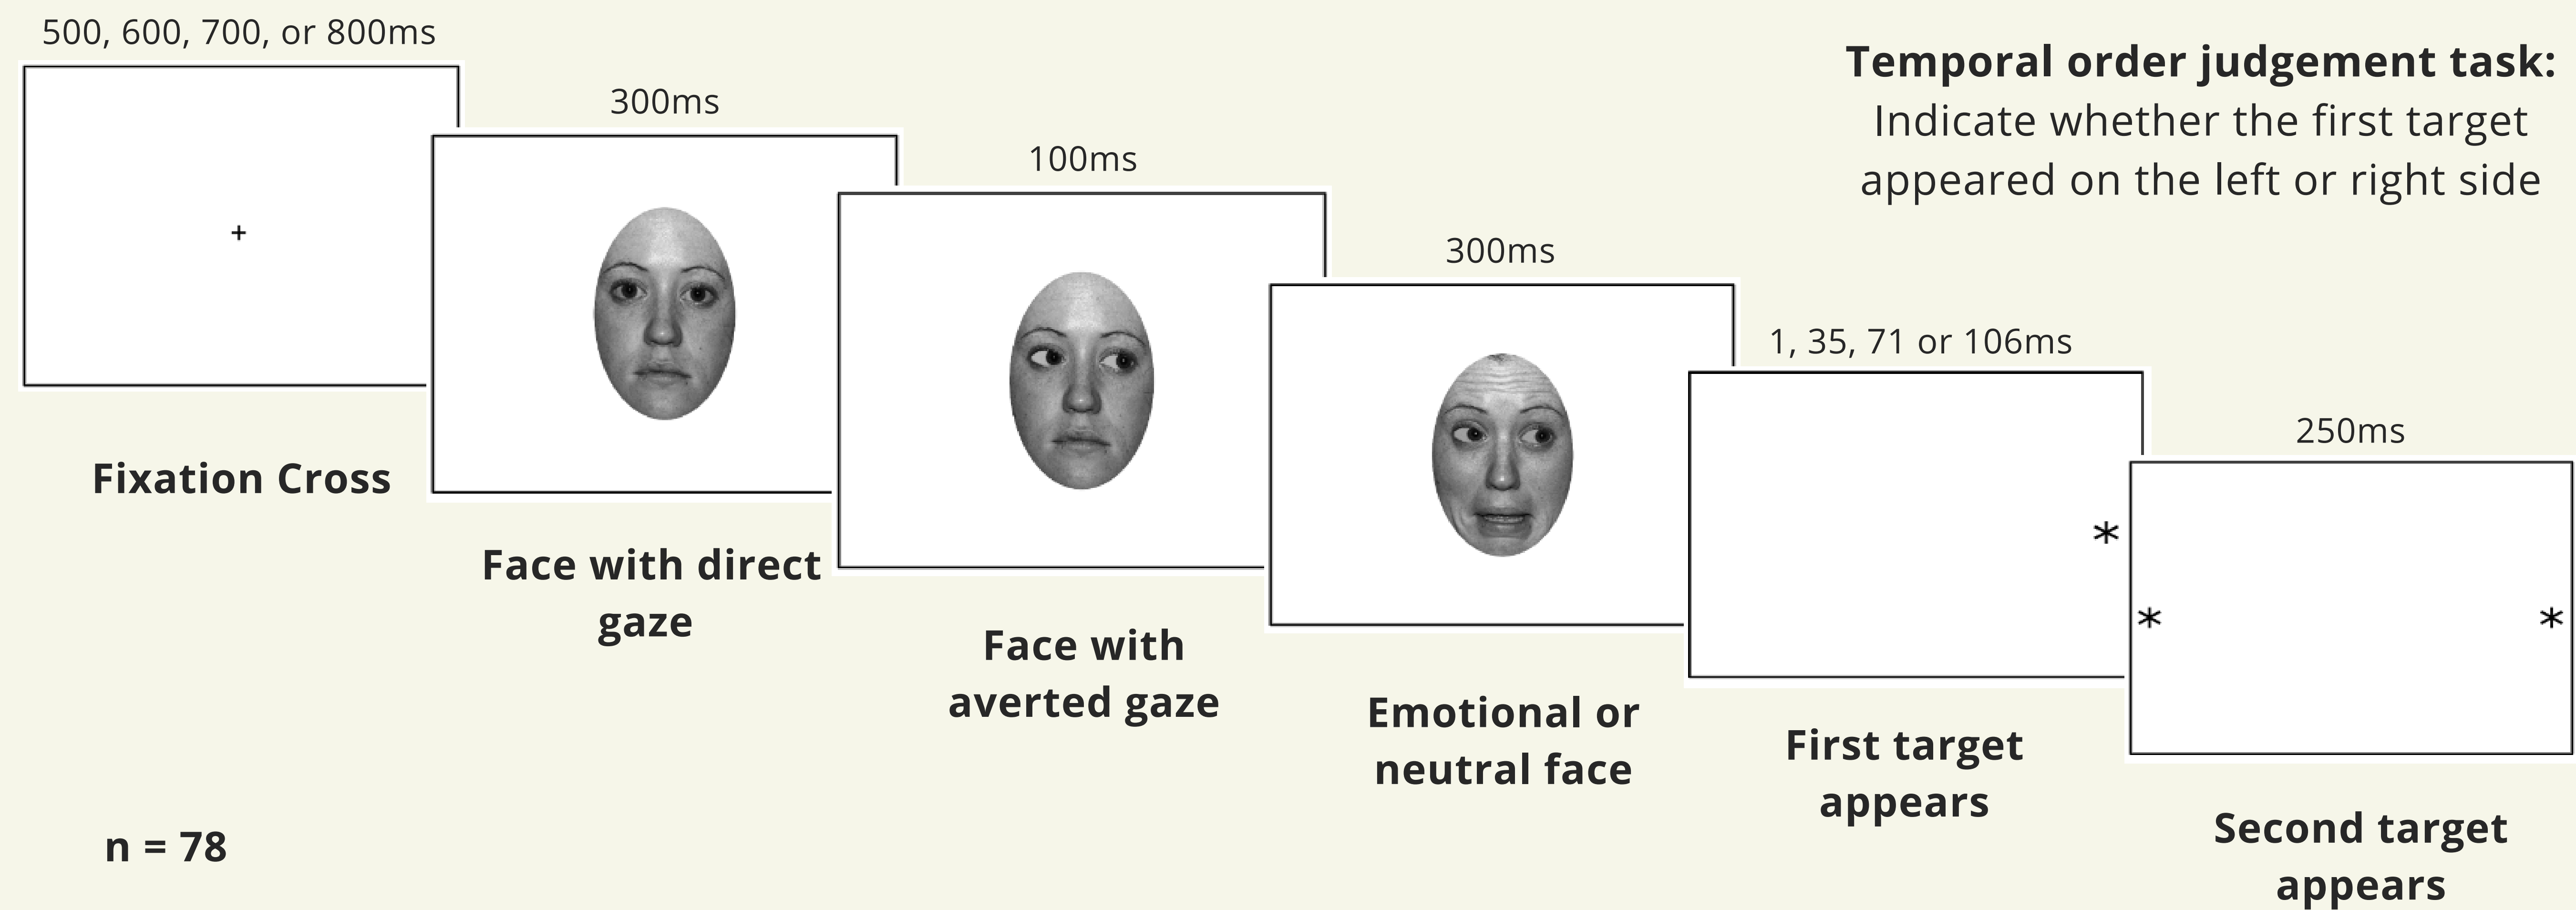 500, 600, 700, or 800ms
+
Fixation Cross
300ms
Face with direct
gaze
100ms
Face with
averted gaze
300ms
Emotional or
neutral face
1, 35, 71 or 106ms
*
First target
appears
250ms
* *
Second target
appears
Temporal order judgement task:
Indicate whether the first target
appeared on the left or right side
n = 78